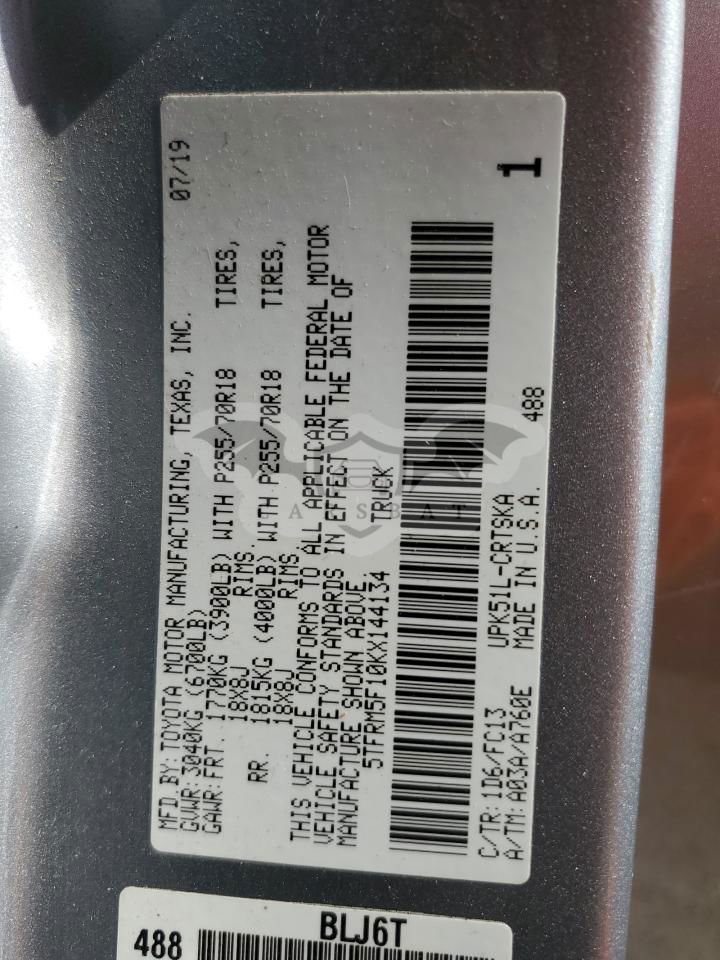 07/19
MFD.BY:TOYOTA MOTOR MANUFACTURING, TEXAS, INC.
GVWR:3040KG (6700LB)
GAWR:FRT. 1770KG (3900LB) WITH P255/70R18 TIRES,
18X8J RIMS.
RR. 1815KG (4000LB) WITH P255/70R18 TIRES,
18X8J RIMS
THIS VEHICLE CONFORMS TO ALL APPLICABLE FEDERAL MOTOR
VEHICLE SAFETY STANDARDS IN EFFECT ON THE DATE OF
MANUFACTURE SHOWN ABOVE.
5TFRM5F10KX144134 TRUCK
1
488
C/TR:1D6/FC13 UPK51L-CRTSKA
A/TM:A03A/A760E MADE IN U.S.A.
BLJ6T
488